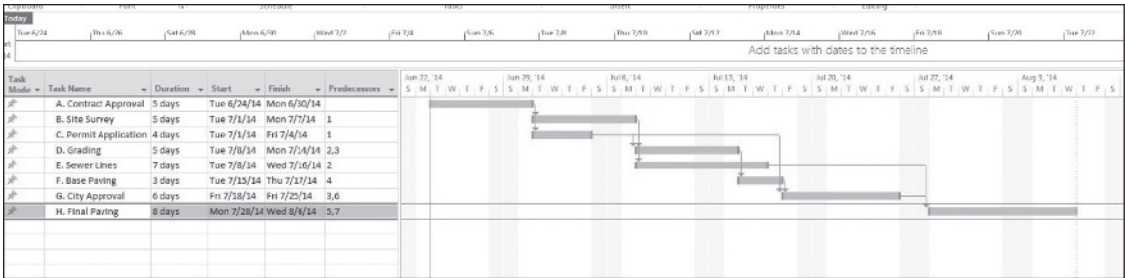 Clipboard Font Schedule Tasks Insert Properties Editing
Today
Tue 6/24 Thu 6/26 Sat 6/28 Mon 6/30 Wed 7/2 Fri 7/4 Sun 7/6 Tue 7/8 Thu 7/10 Sat 7/12 Mon 7/14 Wed 7/16 Fri 7/18 Sun 7/20 Tue 7/22
Add tasks with dates to the timeline
Task Mode Task Name Duration Start Finish Predecessors
Jun 22, '14 Jun 29, '14 Jul 6, '14 Jul 13, '14 Jul 20, '14 Jul 27, '14 Aug 3, '14
S M T W T F S S M T W T F S S M T W T F S S M T W T F S S M T W T F S S M T W T F S S M T W T F S
A. Contract Approval 5 days Tue 6/24/14 Mon 6/30/14
B. Site Survey 5 days Tue 7/1/14 Mon 7/7/14 1
C. Permit Application 4 days Tue 7/1/14 Fri 7/4/14 1
D. Grading 5 days Tue 7/8/14 Mon 7/14/14 2,3
E. Sewer Lines 7 days Tue 7/8/14 Wed 7/16/14 2
F. Base Paving 3 days Tue 7/15/14 Thu 7/17/14 4
G. City Approval 6 days Fri 7/18/14 Fri 7/25/14 3,6
H. Final Paving 8 days Mon 7/28/14 Wed 8/6/14 5,7